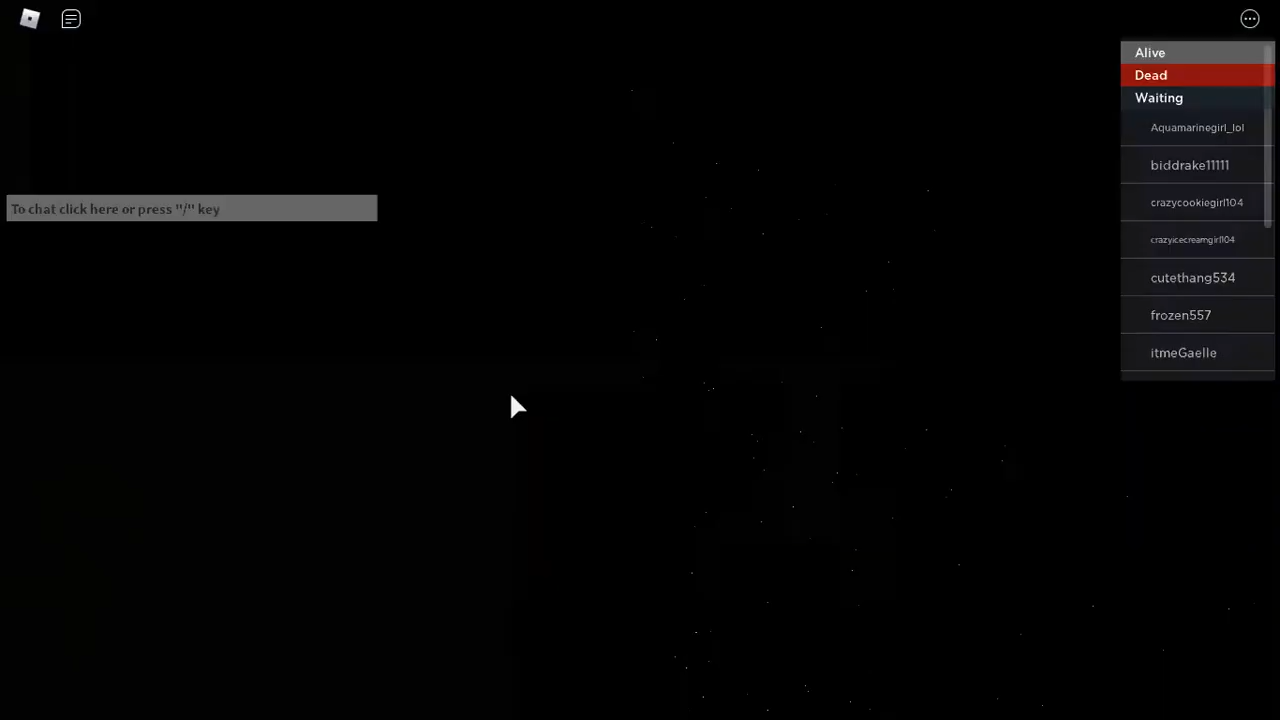 To chat click here or press "/" key
Alive
Dead
Waiting
Aquamarinegirl_lol
biddrake11111
crazycookiegirl104
crazyicecreamgirl104
cutethang534
frozen557
itmeGaelle